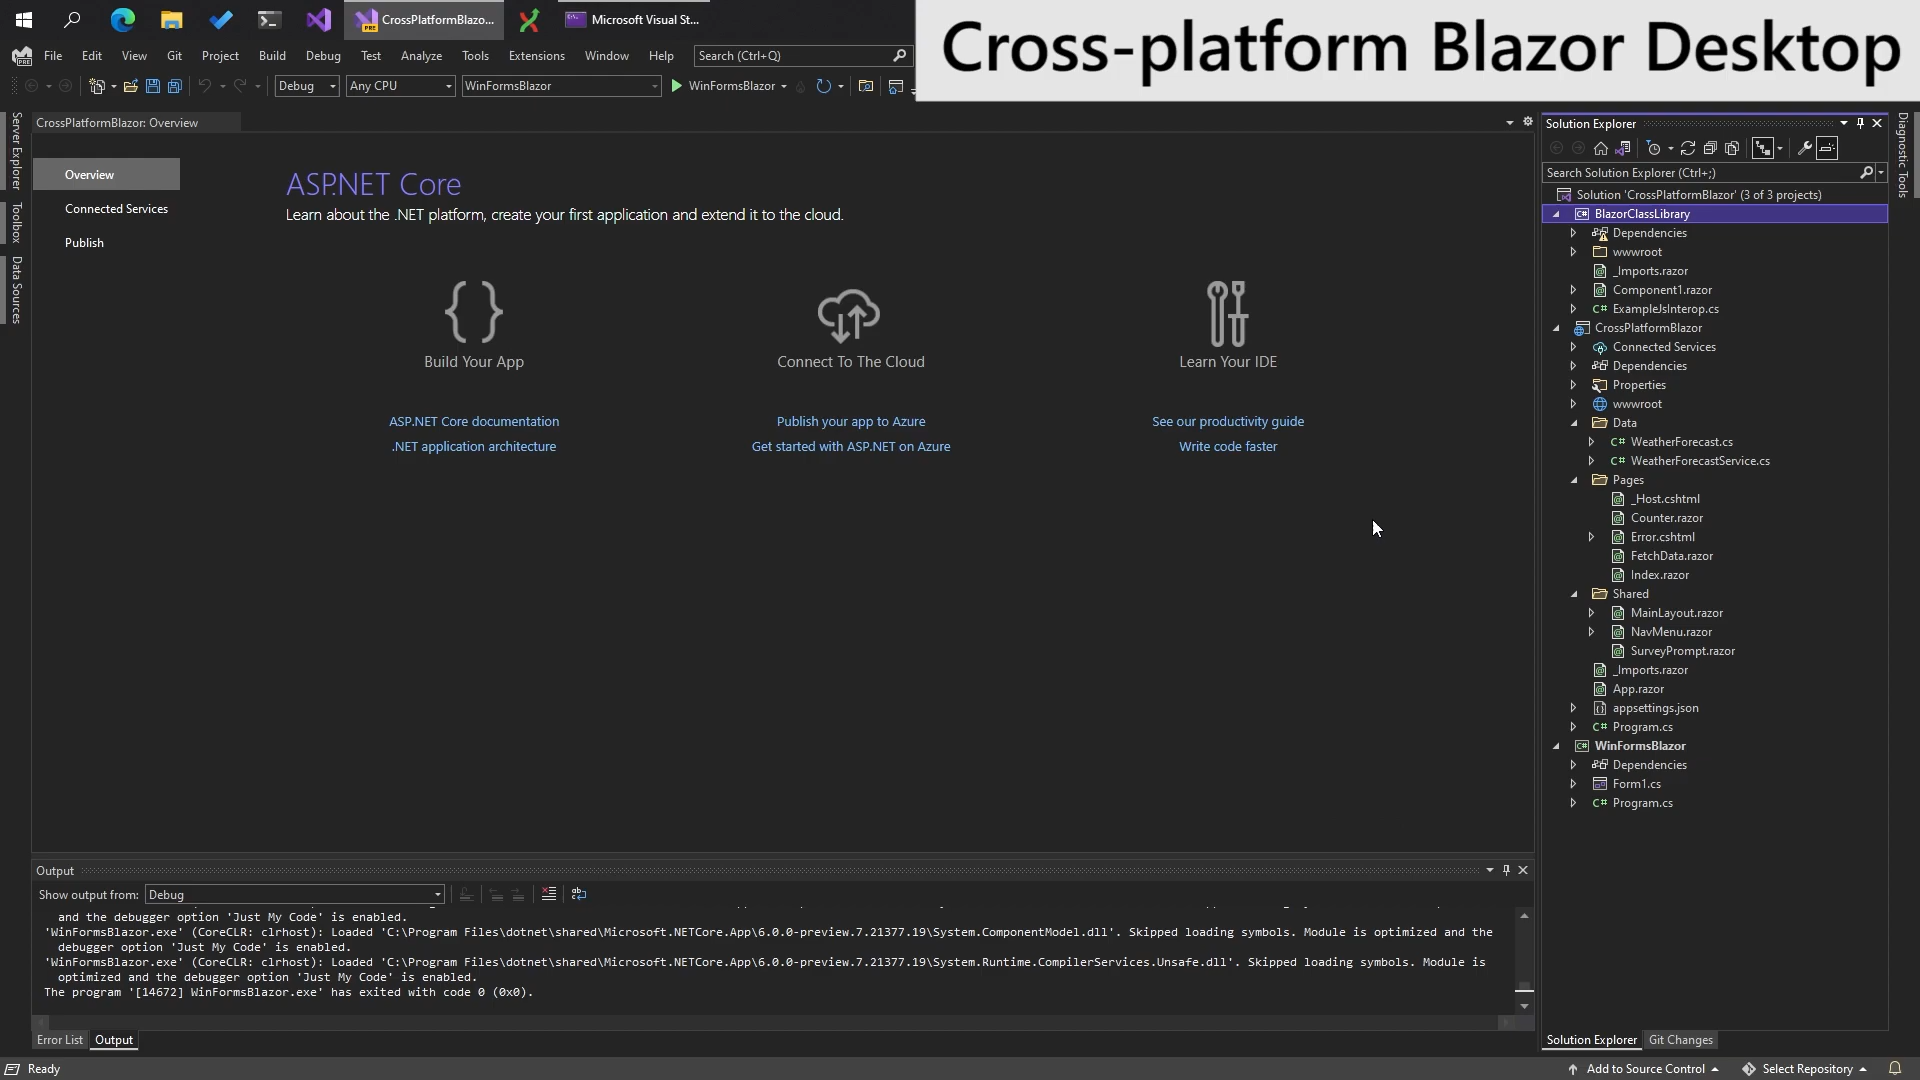 CrossPlatformBlazo...
Microsoft Visual St...
Cross-platform Blazor Desktop
File Edit View Git Project Build Debug Test Analyze Tools Extensions Window Help Search (Ctrl+Q)
Debug Any CPU WinFormsBlazor WinFormsBlazor
Server Explorer
Toolbox
Data Sources
CrossPlatformBlazor: Overview
Overview
Connected Services
Publish
ASP.NET Core
Learn about the .NET platform, create your first application and extend it to the cloud.
Build Your App
ASP.NET Core documentation
.NET application architecture
Connect To The Cloud
Publish your app to Azure
Get started with ASP.NET on Azure
Learn Your IDE
See our productivity guide
Write code faster
Output
Show output from: Debug
and the debugger option 'Just My Code' is enabled.
'WinFormsBlazor.exe' (CoreCLR: clrhost): Loaded 'C:\Program Files\dotnet\shared\Microsoft.NETCore.App\6.0.0-preview.7.21377.19\System.ComponentModel.dll'. Skipped loading symbols. Module is optimized and the
debugger option 'Just My Code' is enabled.
'WinFormsBlazor.exe' (CoreCLR: clrhost): Loaded 'C:\Program Files\dotnet\shared\Microsoft.NETCore.App\6.0.0-preview.7.21377.19\System.Runtime.CompilerServices.Unsafe.dll'. Skipped loading symbols. Module is
optimized and the debugger option 'Just My Code' is enabled.
The program '[14672] WinFormsBlazor.exe' has exited with code 0 (0x0).
Error List Output
Solution Explorer
Search Solution Explorer (Ctrl+;)
Solution 'CrossPlatformBlazor' (3 of 3 projects)
BlazorClassLibrary
Dependencies
wwwroot
_Imports.razor
Component1.razor
C# ExampleJsInterop.cs
CrossPlatformBlazor
Connected Services
Dependencies
Properties
wwwroot
Data
C# WeatherForecast.cs
C# WeatherForecastService.cs
Pages
_Host.cshtml
Counter.razor
Error.cshtml
FetchData.razor
Index.razor
Shared
MainLayout.razor
NavMenu.razor
SurveyPrompt.razor
_Imports.razor
App.razor
appsettings.json
C# Program.cs
WinFormsBlazor
Dependencies
Form1.cs
C# Program.cs
Solution Explorer Git Changes
Diagnostic Tools
Ready
Add to Source Control
Select Repository